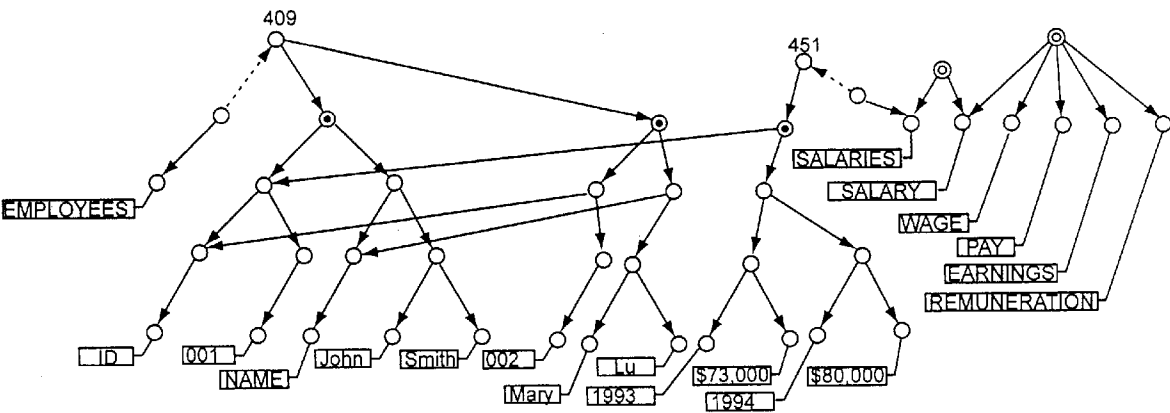 409
451
SALARIES
SALARY
EMPLOYEES
WAGE
PAY
EARNINGS
REMUNERATION
ID
001
NAME
John
Smith
002
Mary
Lu
1993
$73,000
1994
$80,000